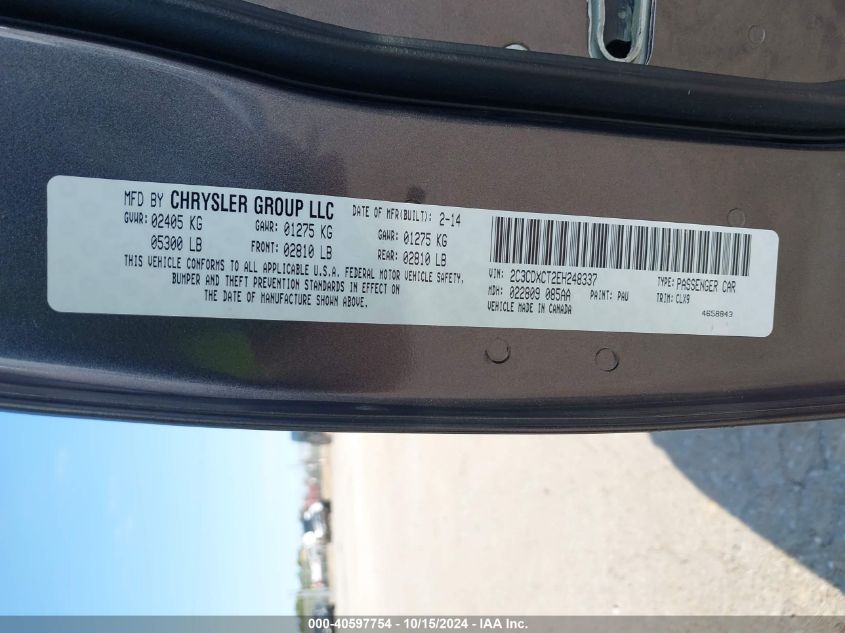 MFD BY CHRYSLER GROUP LLC DATE OF MFR(BUILT): 2-14
GVWR: 02405 KG GAWR: 01275 KG GAWR: 01275 KG
05300 LB FRONT: 02810 LB REAR: 02810 LB
THIS VEHICLE CONFORMS TO ALL APPLICABLE U.S.A. FEDERAL MOTOR VEHICLE SAFETY,
BUMPER AND THEFT PREVENTION STANDARDS IN EFFECT ON
THE DATE OF MANUFACTURE SHOWN ABOVE.
VIN: 2C3CDXCT2EH248337 TYPE: PASSENGER CAR
MDH: 022809 085AA PAINT: PAU TRIM: CLX9
VEHICLE MADE IN CANADA 4658843
000-40597754 - 10/15/2024 - IAA Inc.